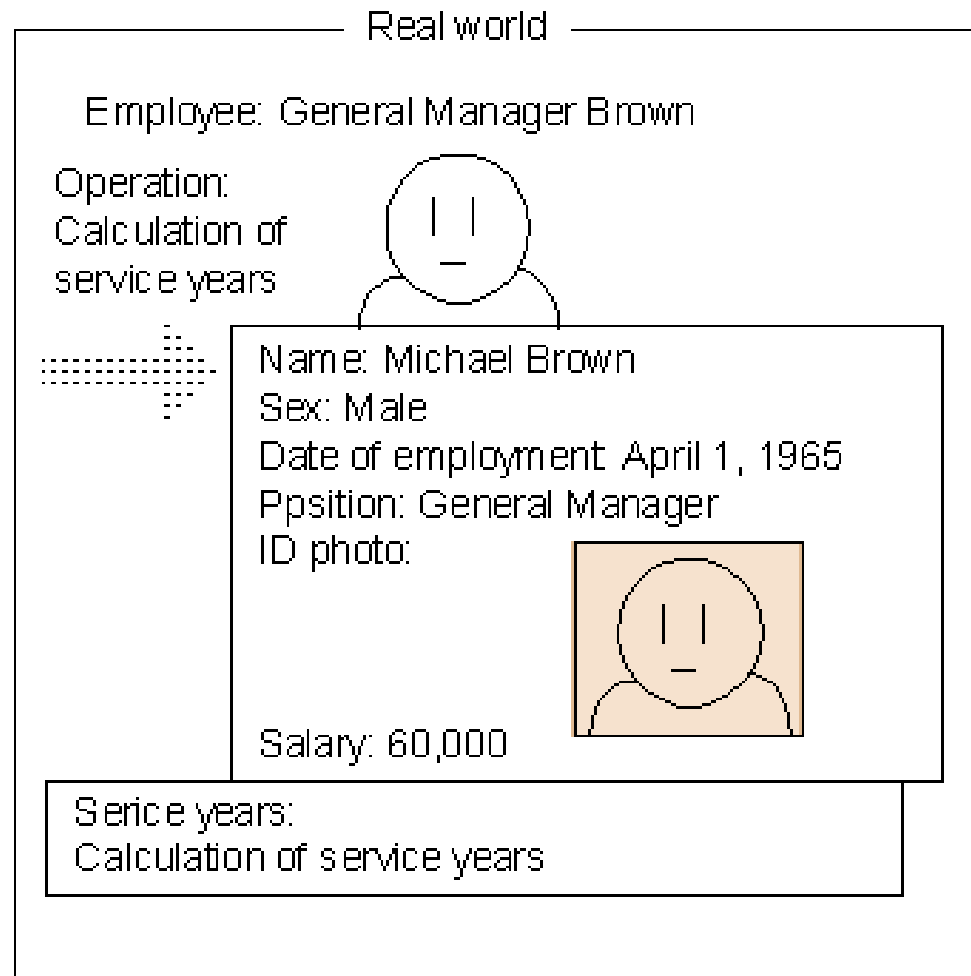 Real world
Employee: General Manager Brown
Operation:
Calculation of
service years
Name: Michael Brown
Sex: Male
Date of employment: April 1, 1965
Ppsition: General Manager
ID photo:
Salary: 60,000
Serice years:
Calculation of service years